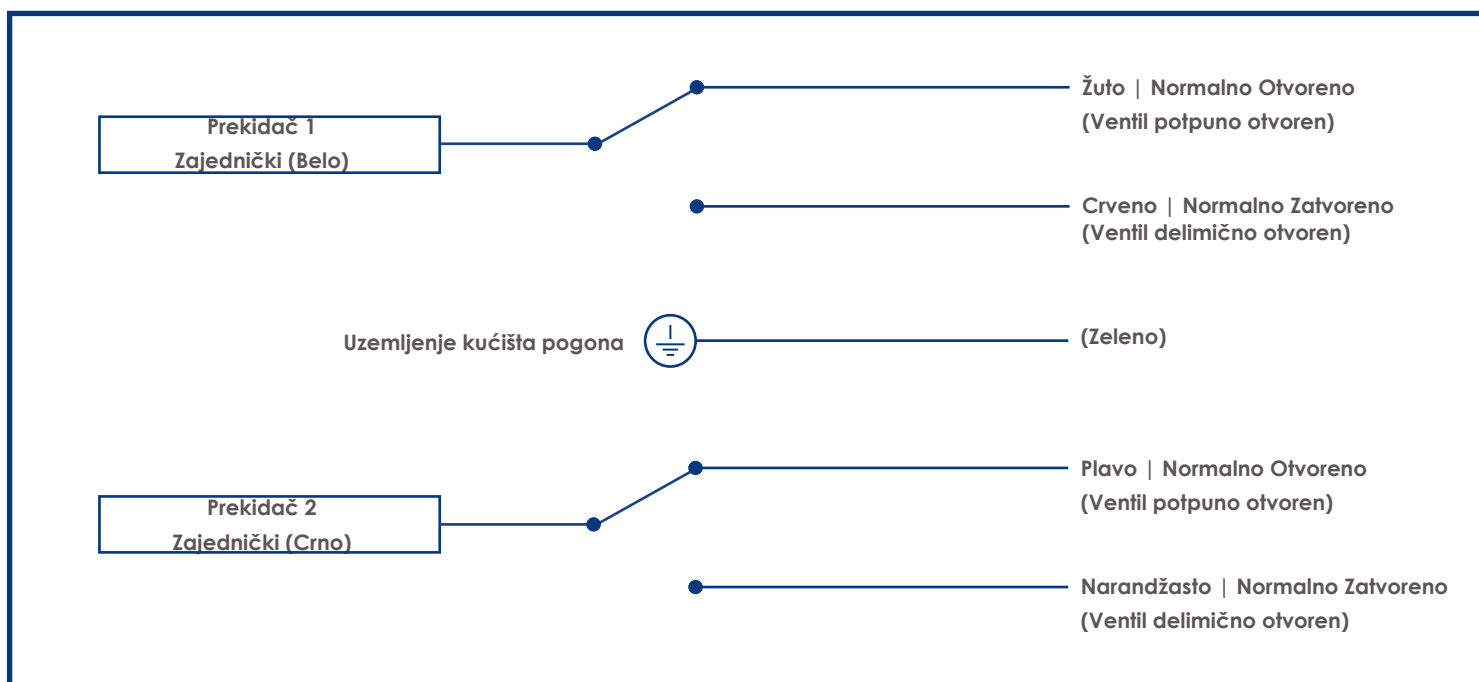 Žuto | Normalno Otvoreno
(Ventil potpuno otvoren)
Prekidač 1
Zajednički (Belo)
Crveno | Normalno Zatvoreno
(Ventil delimično otvoren)
Uzemljenje kućišta pogona
(Zeleno)
Plavo | Normalno Otvoreno
(Ventil potpuno otvoren)
Prekidač 2
Zajednički (Crno)
Narandžasto | Normalno Zatvoreno
(Ventil delimično otvoren)